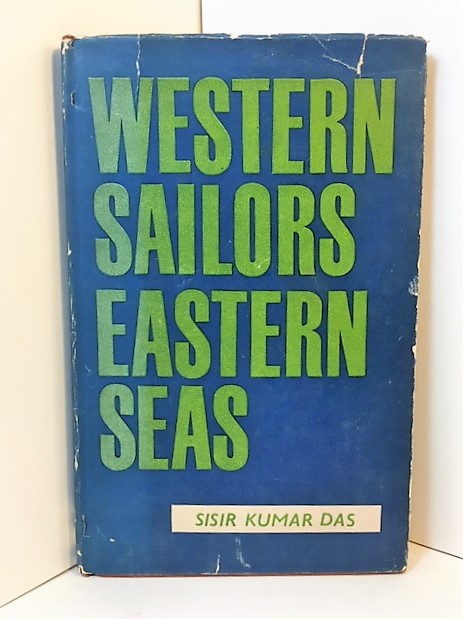 WESTERN
SAILORS
EASTERN
SEAS
SISIR KUMAR DAS